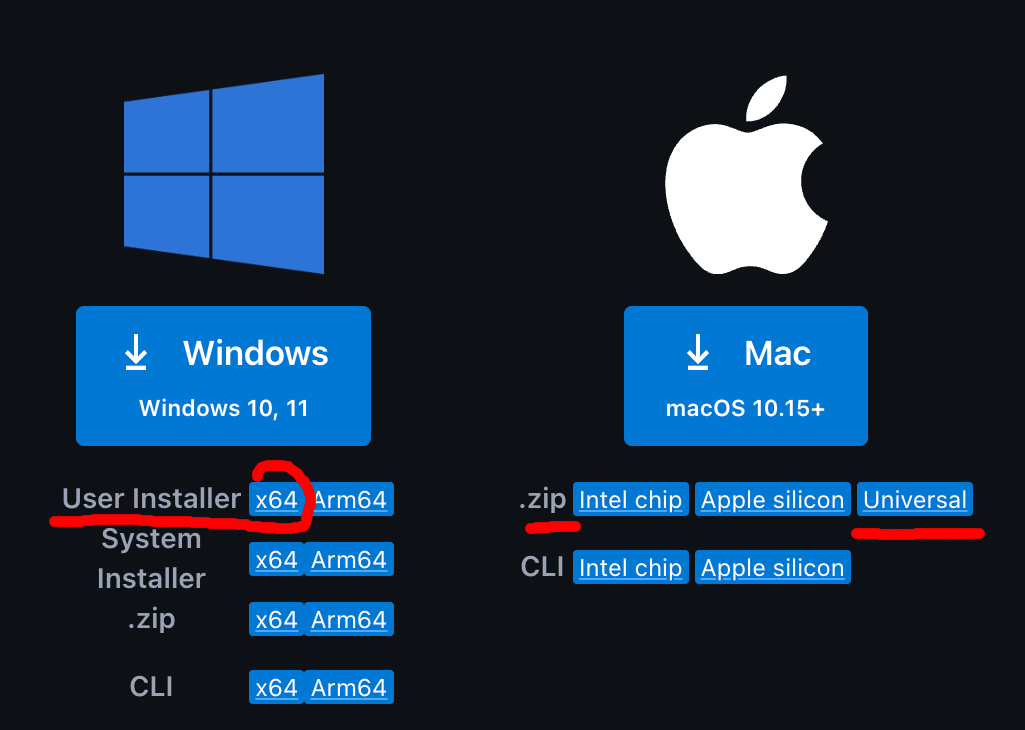 Windows
Windows 10, 11
User Installer x64 Arm64
System
Installer x64 Arm64
.zip x64 Arm64
CLI x64 Arm64
Mac
macOS 10.15+
.zip Intel chip Apple silicon Universal
CLI Intel chip Apple silicon